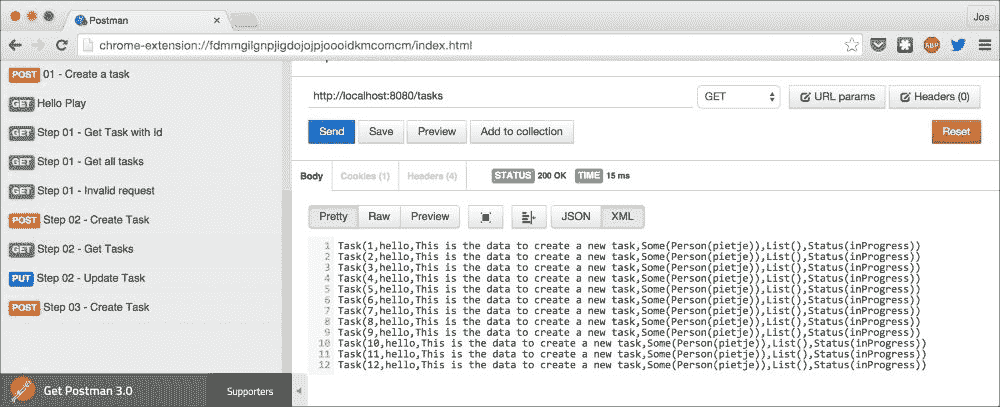 Postman
Jos
chrome-extension://fdmmgilgnpjigdojojpjoooidkmcomcm/index.html
ABP
POST 01 - Create a task
GET Hello Play
GET Step 01 - Get Task with Id
GET Step 01 - Get all tasks
GET Step 01 - Invalid request
POST Step 02 - Create Task
GET Step 02 - Get Tasks
PUT Step 02 - Update Task
POST Step 03 - Create Task
Get Postman 3.0 Supporters
http://localhost:8080/tasks GET URL params Headers (0)
Send Save Preview Add to collection Reset
Body Cookies (1) Headers (4) STATUS 200 OK TIME 15 ms
Pretty Raw Preview JSON XML
1 Task(1,hello,This is the data to create a new task,Some(Person(pietje)),List(),Status(inProgress))
2 Task(2,hello,This is the data to create a new task,Some(Person(pietje)),List(),Status(inProgress))
3 Task(3,hello,This is the data to create a new task,Some(Person(pietje)),List(),Status(inProgress))
4 Task(4,hello,This is the data to create a new task,Some(Person(pietje)),List(),Status(inProgress))
5 Task(5,hello,This is the data to create a new task,Some(Person(pietje)),List(),Status(inProgress))
6 Task(6,hello,This is the data to create a new task,Some(Person(pietje)),List(),Status(inProgress))
7 Task(7,hello,This is the data to create a new task,Some(Person(pietje)),List(),Status(inProgress))
8 Task(8,hello,This is the data to create a new task,Some(Person(pietje)),List(),Status(inProgress))
9 Task(9,hello,This is the data to create a new task,Some(Person(pietje)),List(),Status(inProgress))
10 Task(10,hello,This is the data to create a new task,Some(Person(pietje)),List(),Status(inProgress))
11 Task(11,hello,This is the data to create a new task,Some(Person(pietje)),List(),Status(inProgress))
12 Task(12,hello,This is the data to create a new task,Some(Person(pietje)),List(),Status(inProgress))